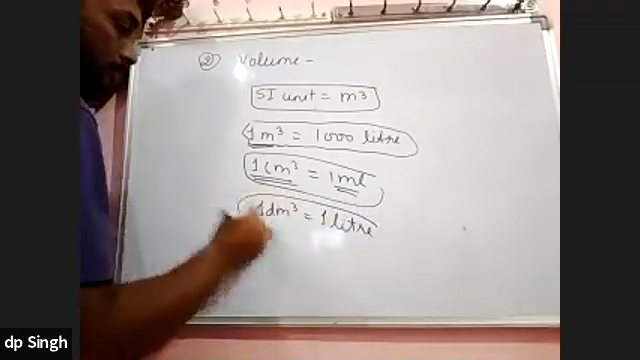 ② Volume -
SI unit = m³
1 m³ = 1000 litre
1 cm³ = 1 ml
1 dm³ = 1 litre
dp Singh